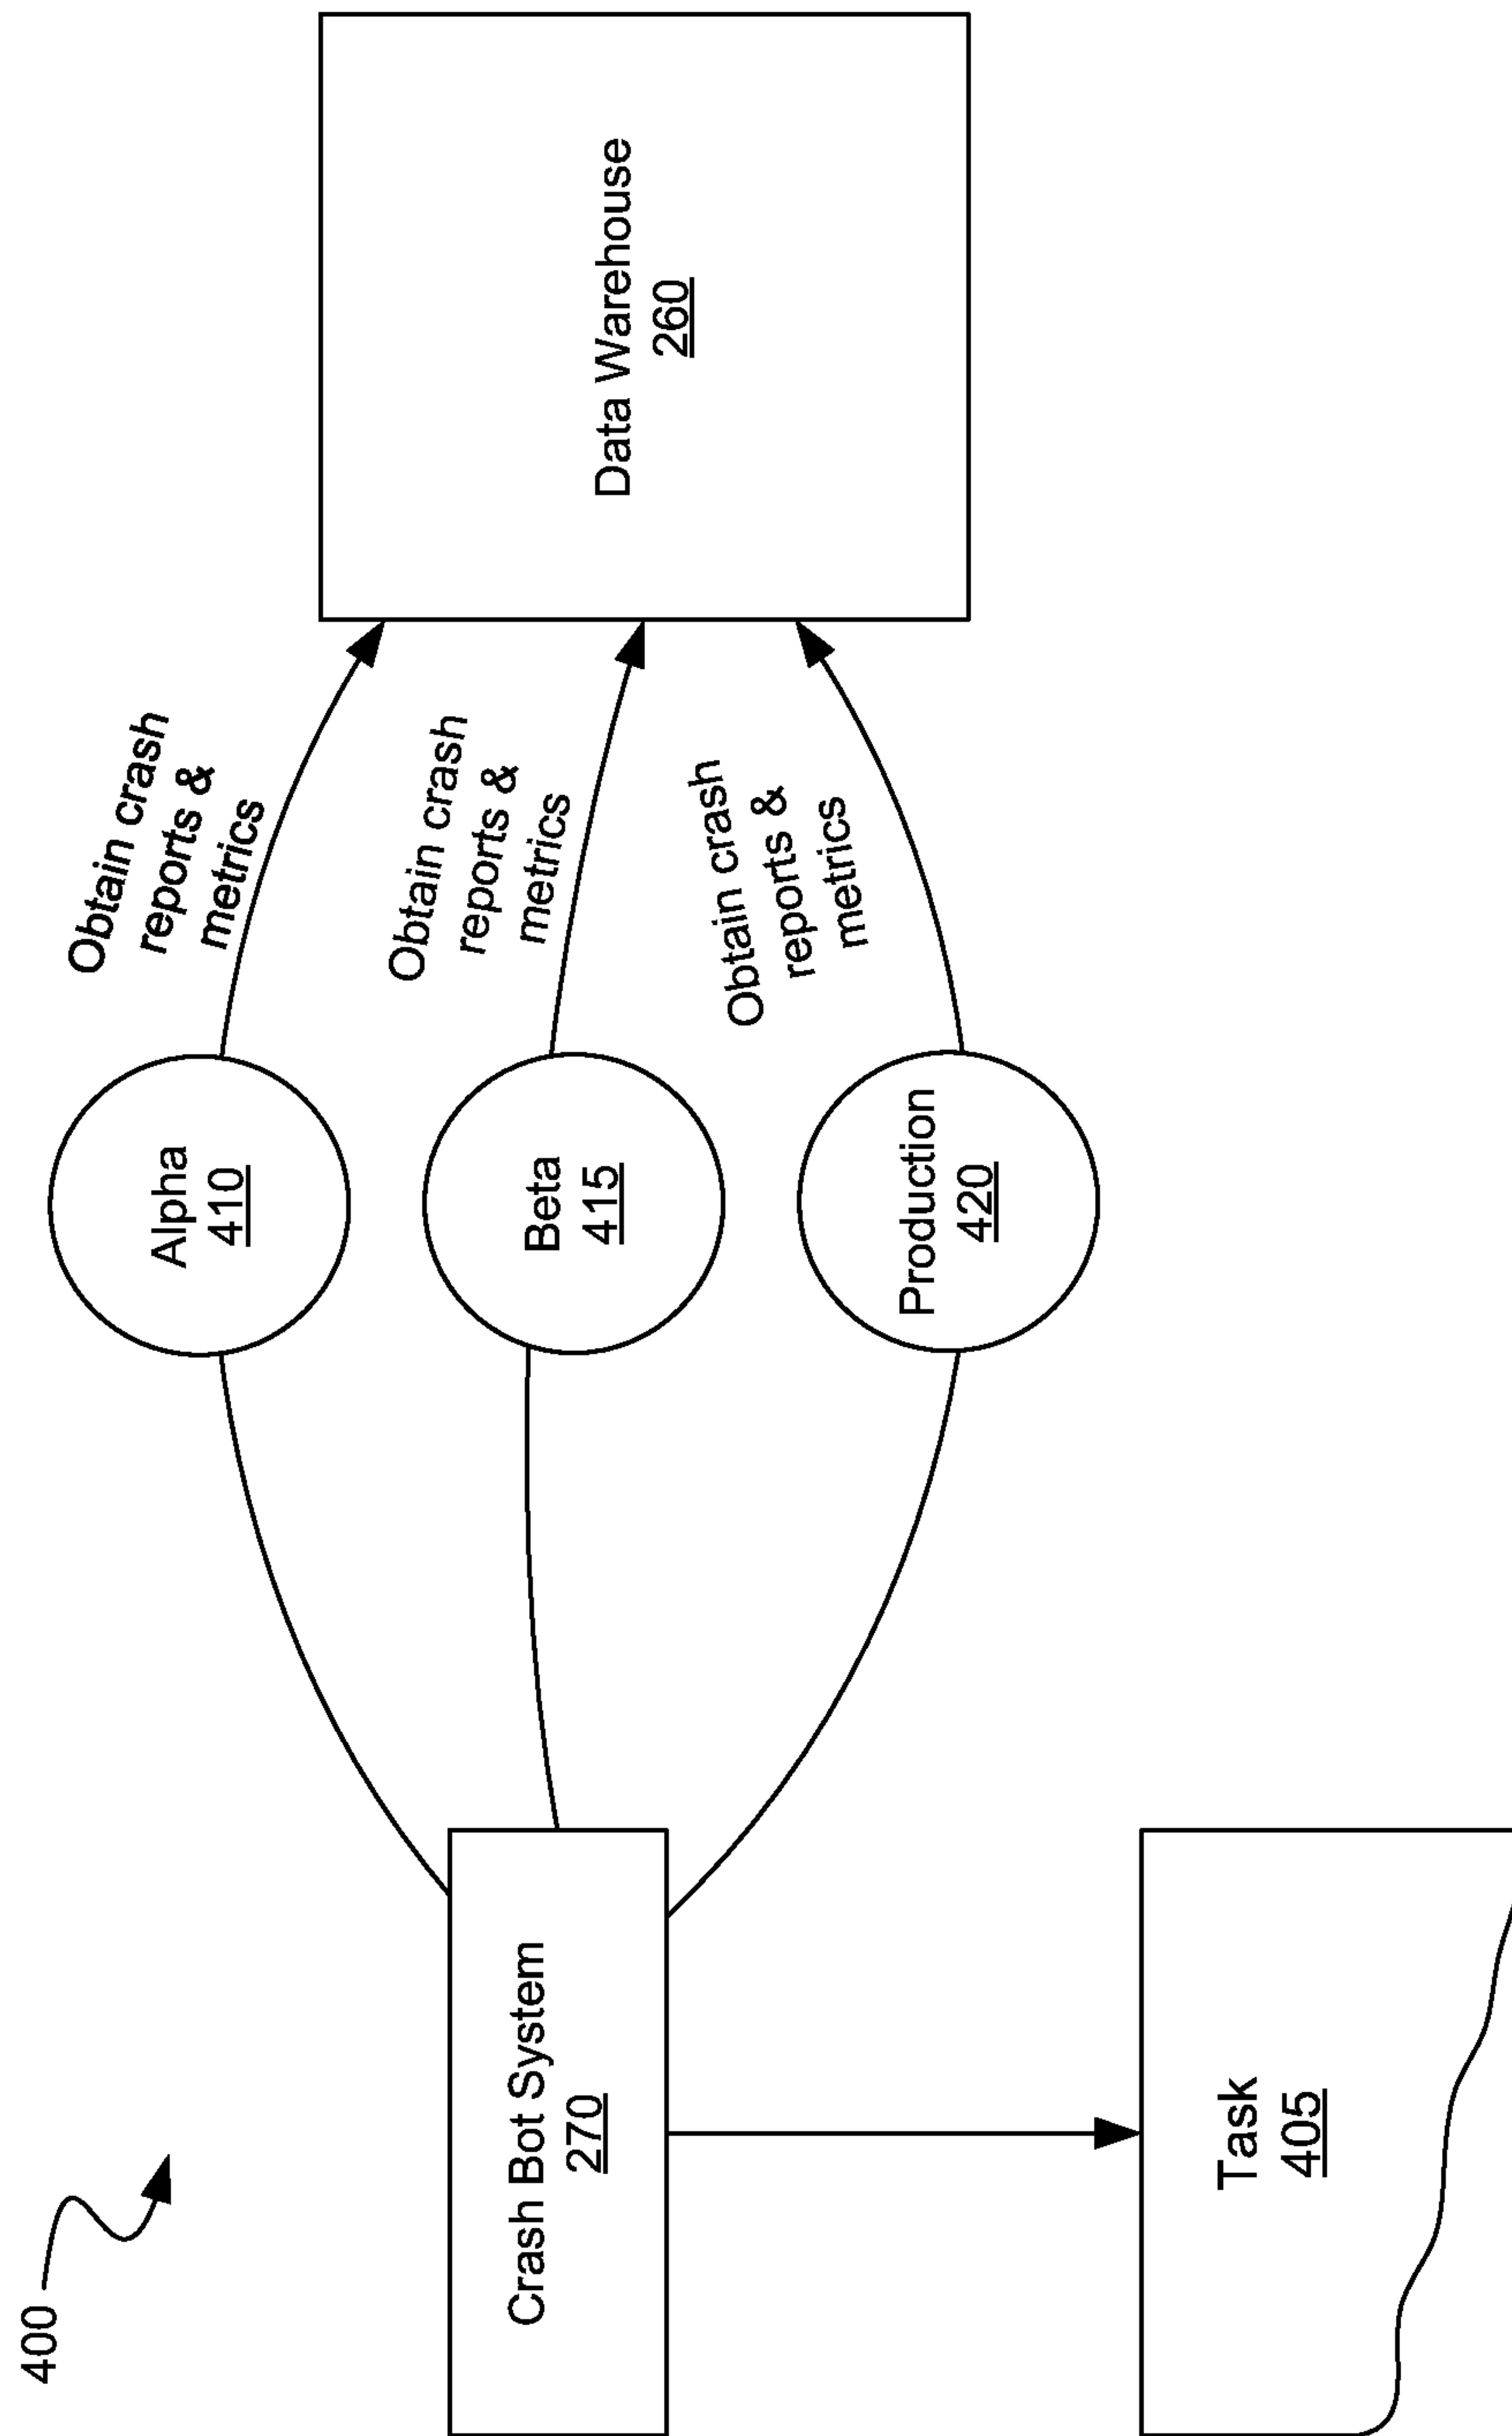 400
Crash Bot System
270
Task
405
Alpha
410
Beta
415
Production
420
Obtain crash
reports &
metrics
Obtain crash
reports &
metrics
Obtain crash
reports &
metrics
Data Warehouse
260